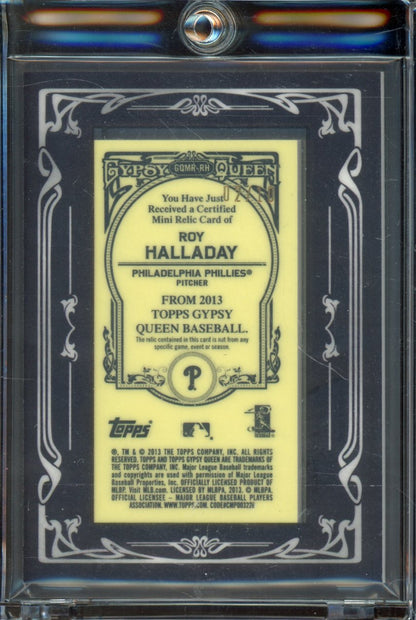 GYPSY GQMR-RH QUEEN
You Have Just
Received a Certified
Mini Relic Card of
ROY
HALLADAY
PHILADELPHIA PHILLIES®
PITCHER
FROM 2013
TOPPS GYPSY
QUEEN BASEBALL.
The relic contained in this card is not from any
specific game, event or season.
P
Topps
®, TM & © 2013 THE TOPPS COMPANY, INC. ALL RIGHTS
RESERVED. TOPPS AND TOPPS GYPSY QUEEN ARE TRADEMARKS OF
THE TOPPS COMPANY, INC. Major League Baseball trademarks
and copyrights are used with permission of Major League
Baseball Properties, Inc. OFFICIALLY LICENSED PRODUCT OF
MLBP. Visit MLB.com. LICENSED BY MLBPA, 2013. © MLBPA.
OFFICIAL LICENSEE – MAJOR LEAGUE BASEBALL PLAYERS
ASSOCIATION. WWW.TOPPS.COM. CODE#CMP003228